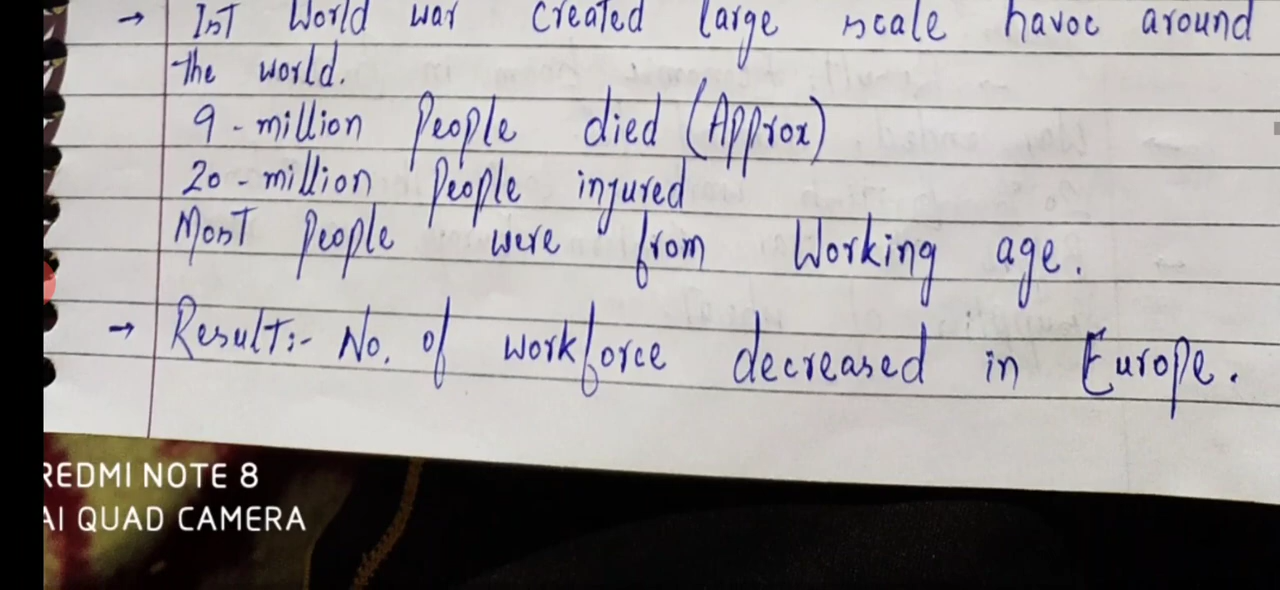 → Ist World war created large scale havoc around
the world.
9 - million People died (Approx)
20 - million People injured
Most People were from Working age.
→ Result:- No. of workforce decreased in Europe.
REDMI NOTE 8
AI QUAD CAMERA